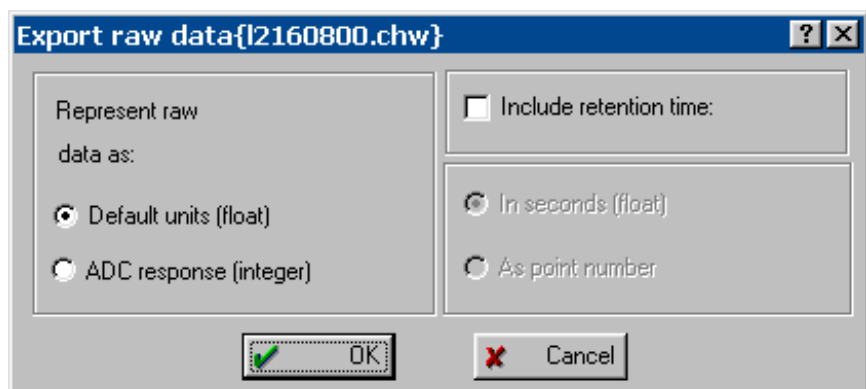 Export raw data{l2160800.chw}
Represent raw
data as:
Default units (float)
ADC response (integer)
Include retention time:
In seconds (float)
As point number
OK
Cancel